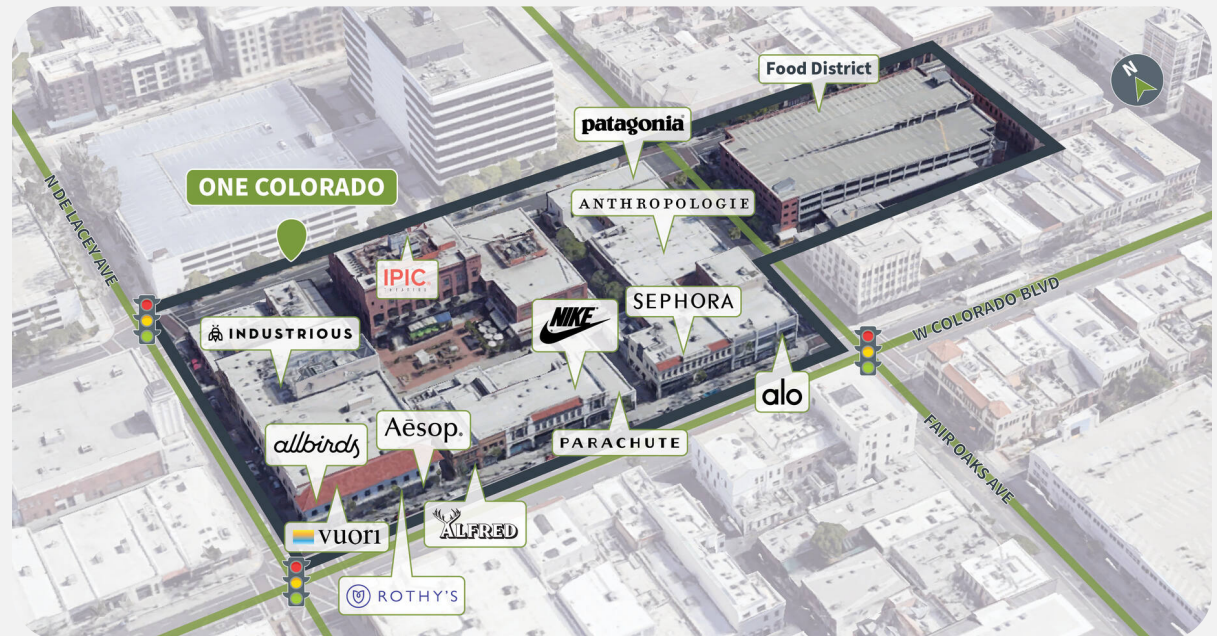 N
Food District
patagonia
ONE COLORADO
ANTHROPOLOGIE
N DE LACEY AVE
IPIC
THEATERS
SEPHORA
NIKE
W COLORADO BLVD
INDUSTRIOUS
alo
allbirds
Aēsop.
PARACHUTE
FAIR OAKS AVE
ALFRED
vuori
ROTHY'S